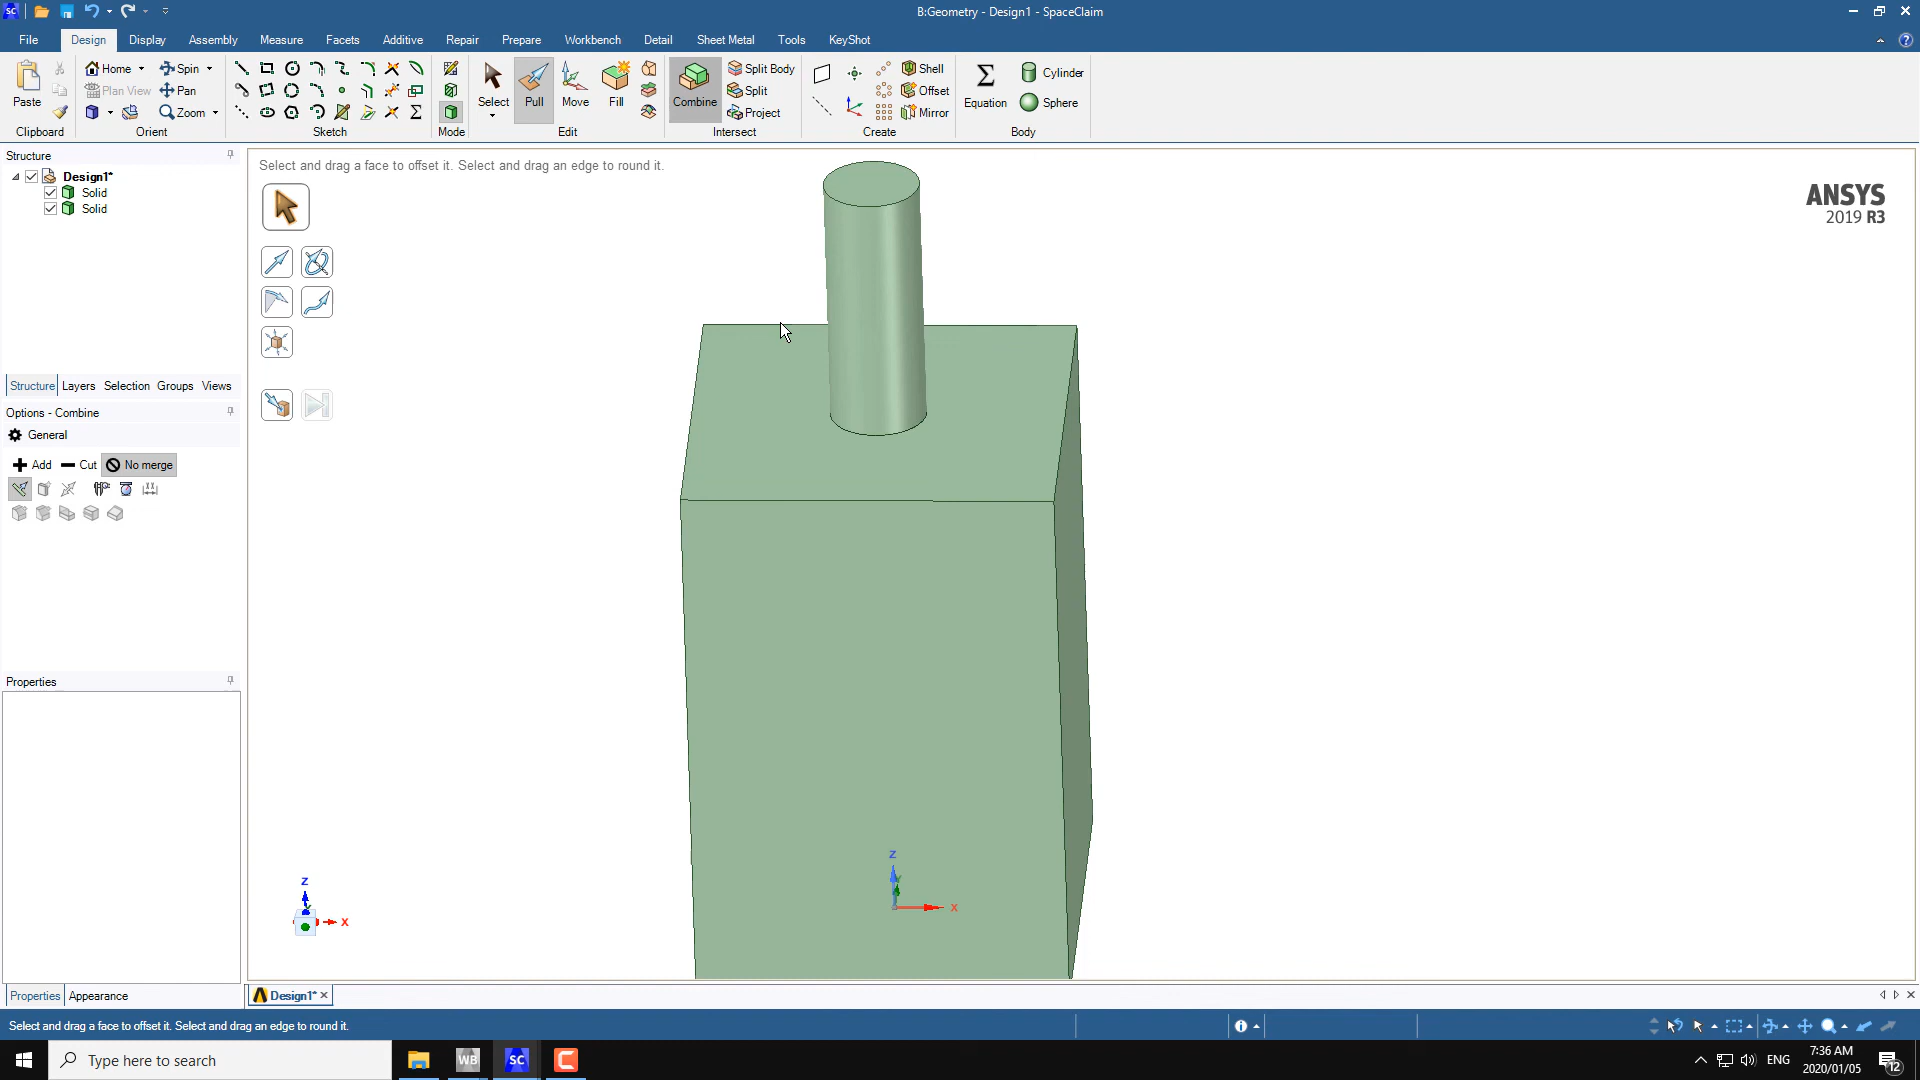 B:Geometry - Design1 - SpaceClaim
File Design Display Assembly Measure Facets Additive Repair Prepare Workbench Detail Sheet Metal Tools KeyShot
Home Spin
Plan View Pan
Zoom
Paste
Select Pull Move Fill
Combine Split Body
Split
Project
Shell
Offset
Mirror
Equation Cylinder
Sphere
Clipboard Orient Sketch Mode Edit Intersect Create Body
Structure
Design1*
Solid
Solid
Select and drag a face to offset it. Select and drag an edge to round it.
ANSYS
2019 R3
Structure Layers Selection Groups Views
Options - Combine
General
Add Cut No merge
Properties
Z
X
Z
Y
X
Properties Appearance
Design1*
Select and drag a face to offset it. Select and drag an edge to round it.
Type here to search
WB SC
ENG
7:36 AM
2020/01/05
12